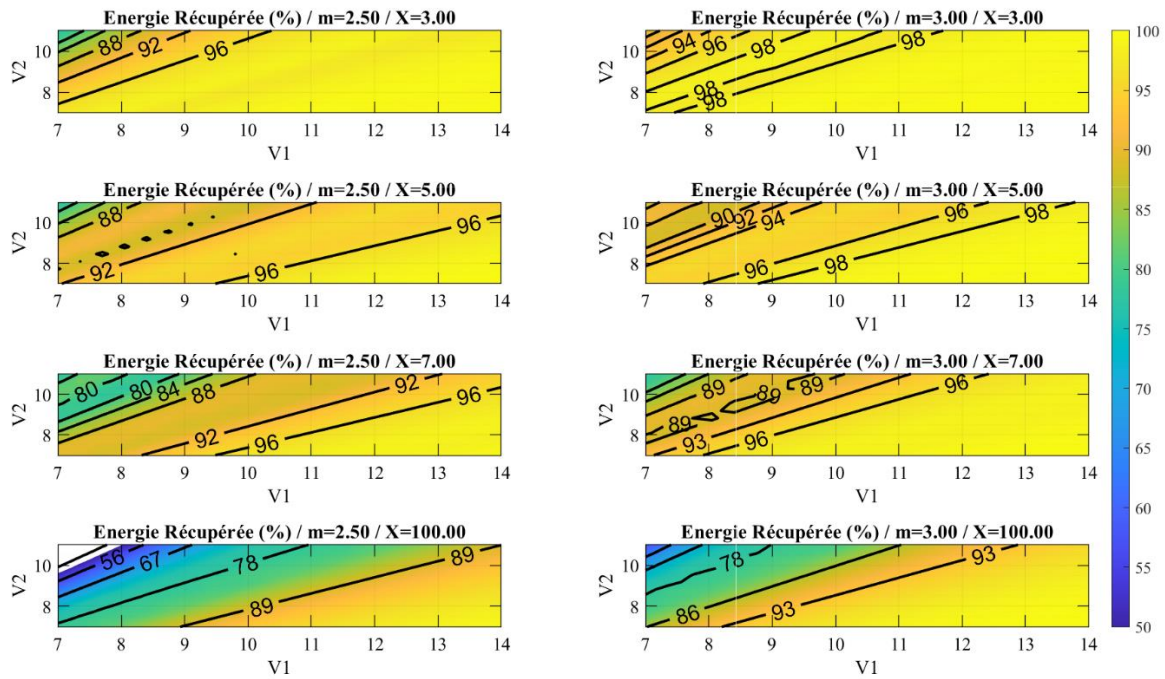 Energie Récupérée (%) / m=2.50 / X=3.00
10
8
V2
88
92
96
7 8 9 10 11 12 13 14
V1
Energie Récupérée (%) / m=3.00 / X=3.00
10
8
V2
94
96
98
98
98
98
7 8 9 10 11 12 13 14
V1
Energie Récupérée (%) / m=2.50 / X=5.00
10
8
V2
88
92
96
96
7 8 9 10 11 12 13 14
V1
Energie Récupérée (%) / m=3.00 / X=5.00
10
8
V2
90
92
94
96
98
96
98
7 8 9 10 11 12 13 14
V1
Energie Récupérée (%) / m=2.50 / X=7.00
10
8
V2
80
80
84
88
92
96
92
96
7 8 9 10 11 12 13 14
V1
Energie Récupérée (%) / m=3.00 / X=7.00
10
8
V2
89
89
89
89
93
96
96
7 8 9 10 11 12 13 14
V1
Energie Récupérée (%) / m=2.50 / X=100.00
10
8
V2
56
67
78
89
89
7 8 9 10 11 12 13 14
V1
Energie Récupérée (%) / m=3.00 / X=100.00
10
8
V2
78
86
93
93
7 8 9 10 11 12 13 14
V1
100
95
90
85
80
75
70
65
60
55
50